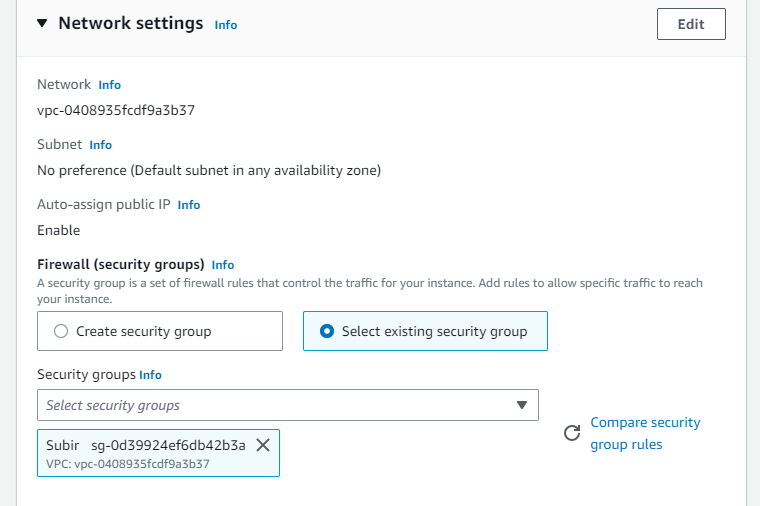 Network settings Info
Edit
Network Info
vpc-0408935fcdf9a3b37
Subnet Info
No preference (Default subnet in any availability zone)
Auto-assign public IP Info
Enable
Firewall (security groups) Info
A security group is a set of firewall rules that control the traffic for your instance. Add rules to allow specific traffic to reach
your instance.
Create security group
Select existing security group
Security groups Info
Select security groups
Subir sg-0d39924ef6db42b3a
VPC: vpc-0408935fcdf9a3b37
Compare security
group rules